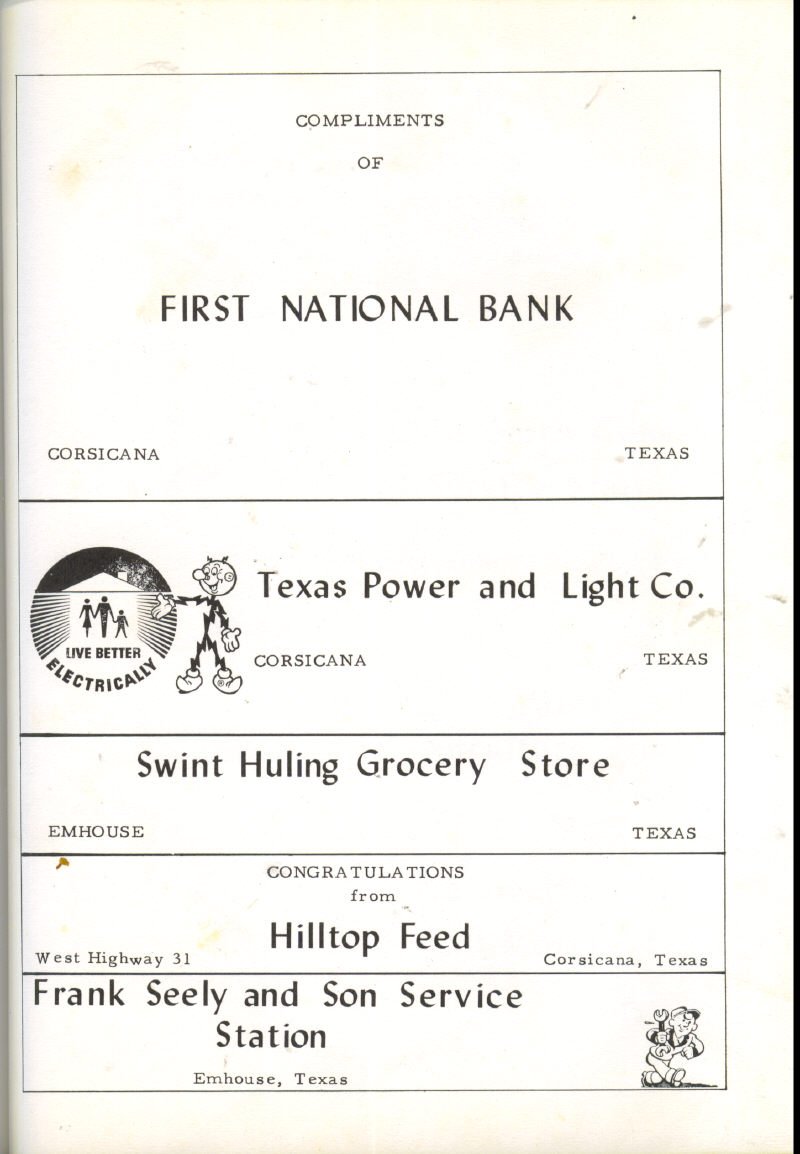 COMPLIMENTS
OF
FIRST NATIONAL BANK
CORSICANA TEXAS
Texas Power and Light Co.
LIVE BETTER
ELECTRICALLY
CORSICANA TEXAS
Swint Huling Grocery Store
EMHOUSE TEXAS
CONGRATULATIONS
from
Hilltop Feed
West Highway 31 Corsicana, Texas
Frank Seely and Son Service
Station
Emhouse, Texas